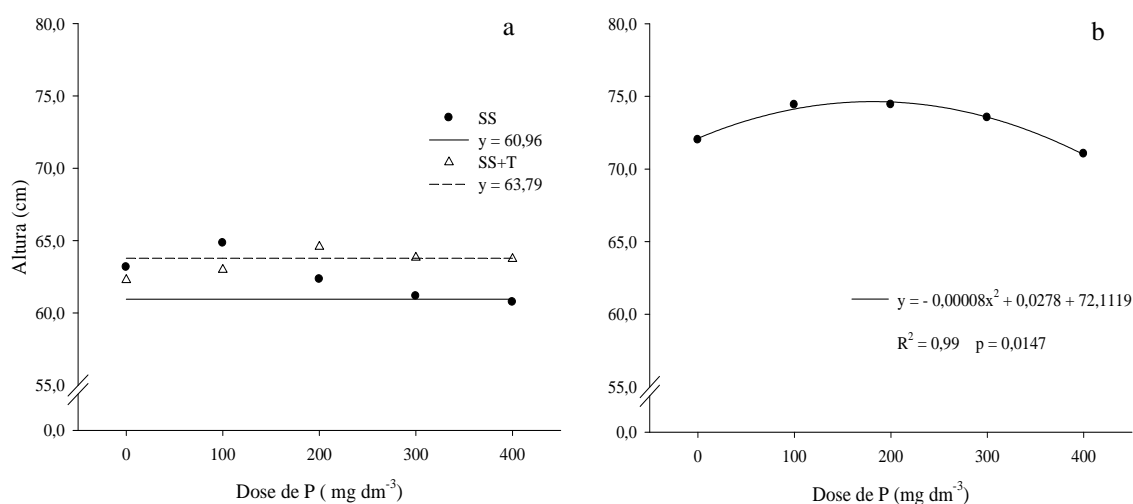 a
80,0
75,0
70,0
65,0
60,0
55,0
0,0
Altura (cm)
SS
y = 60,96
SS+T
y = 63,79
0 100 200 300 400
Dose de P ( mg dm⁻³)
b
80,0
75,0
70,0
65,0
60,0
55,0
0,0
y = - 0,00008x² + 0,0278 + 72,1119
R² = 0,99 p = 0,0147
0 100 200 300 400
Dose de P (mg dm⁻³)